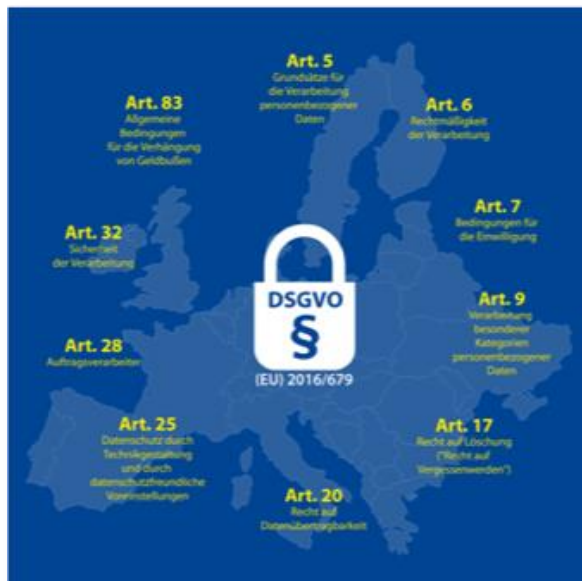 Art. 5
Grundsätze für
die Verarbeitung
personenbezogener
Daten
Art. 6
Rechtmäßigkeit
der Verarbeitung
Art. 7
Bedingungen für
die Einwilligung
Art. 9
Verarbeitung
besonderer
Kategorien
personenbezogener
Daten
Art. 17
Recht auf Löschung
("Recht auf
Vergessenwerden")
Art. 20
Recht auf
Datenübertragbarkeit
Art. 25
Datenschutz durch
Technikgestaltung
und durch
datenschutzfreundliche
Voreinstellungen
Art. 28
Auftragsverarbeiter
Art. 32
Sicherheit
der Verarbeitung
Art. 83
Allgemeine
Bedingungen
für die Verhängung
von Geldbußen
DSGVO
§
(EU) 2016/679